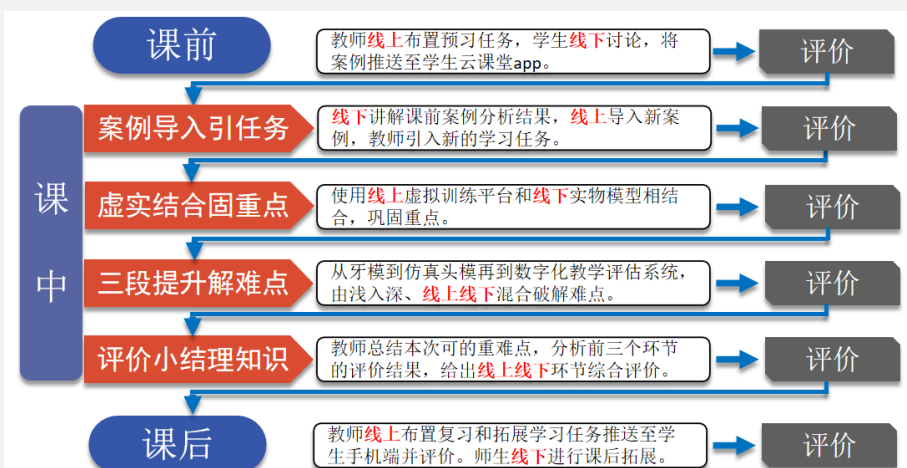 课前
教师线上布置预习任务，学生线下讨论，将
案例推送至学生云课堂app。
评价
课中
案例导入引任务
线下讲解课前案例分析结果，线上导入新案
例，教师引入新的学习任务。
评价
虚实结合固重点
使用线上虚拟训练平台和线下实物模型相结
合，巩固重点。
评价
三段提升解难点
从牙模到仿真头模再到数字化教学评估系统，
由浅入深、线上线下混合破解难点。
评价
评价小结理知识
教师总结本次可的重难点，分析前三个环节
的评价结果，给出线上线下环节综合评价。
评价
课后
教师线上布置复习和拓展学习任务推送至学
生手机端并评价。师生线下进行课后拓展。
评价